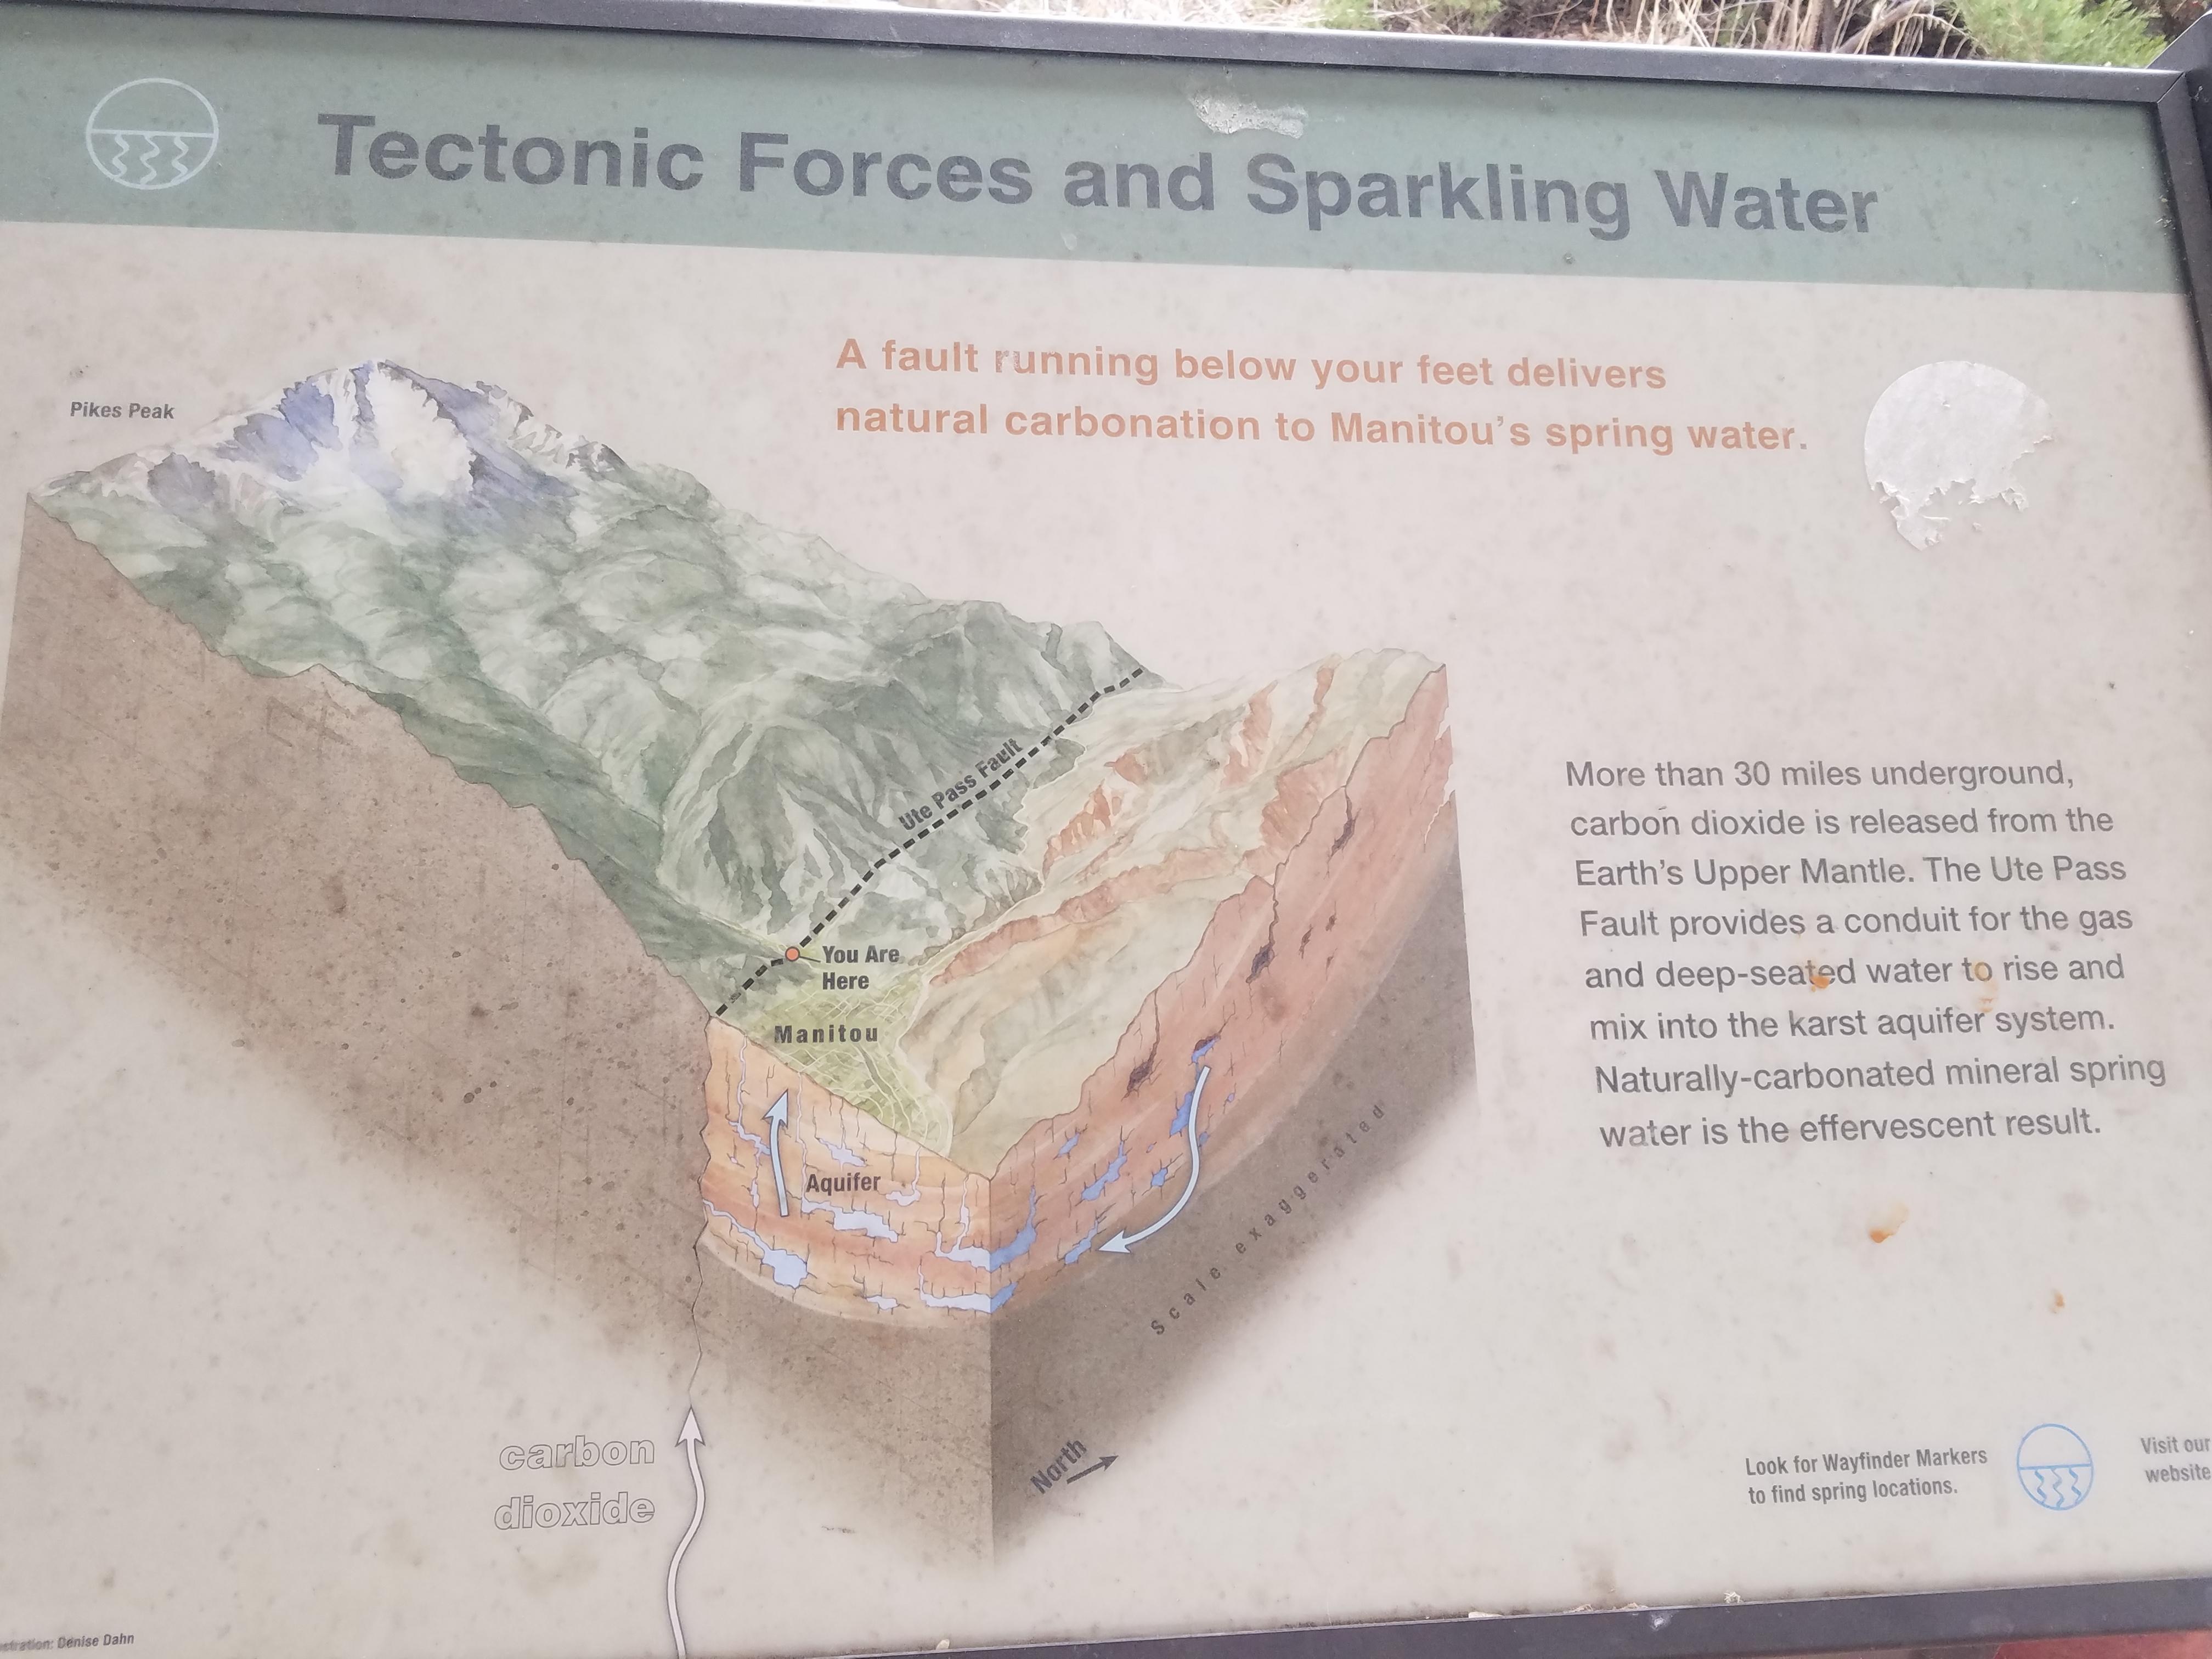 Tectonic Forces and Sparkling Water
A fault running below your feet delivers
natural carbonation to Manitou's spring water.
Pikes Peak
Ute Pass Fault
You Are
Here
Manitou
Aquifer
Scale exaggerated
North
carbon
dioxide
More than 30 miles underground,
carbon dioxide is released from the
Earth's Upper Mantle. The Ute Pass
Fault provides a conduit for the gas
and deep-seated water to rise and
mix into the karst aquifer system.
Naturally-carbonated mineral spring
water is the effervescent result.
Look for Wayfinder Markers
to find spring locations.
Visit our
website
Denise Dahn